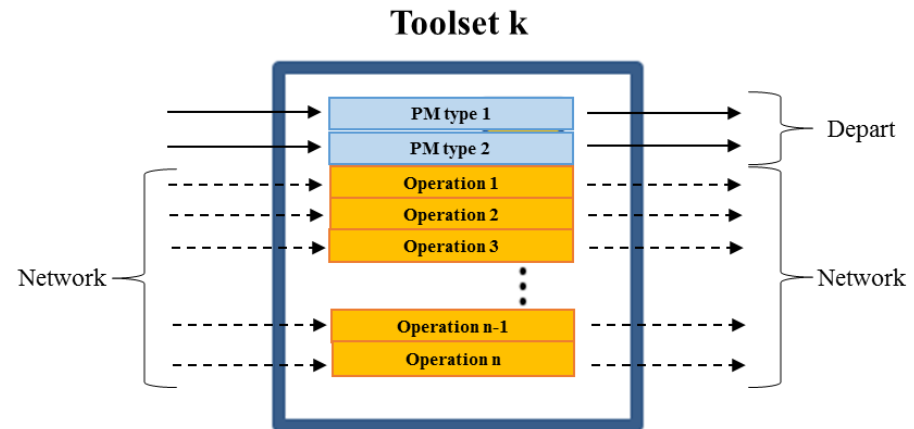 Toolset k
PM type 1
PM type 2
Depart
Operation 1
Operation 2
Operation 3
Network
Network
Operation n-1
Operation n